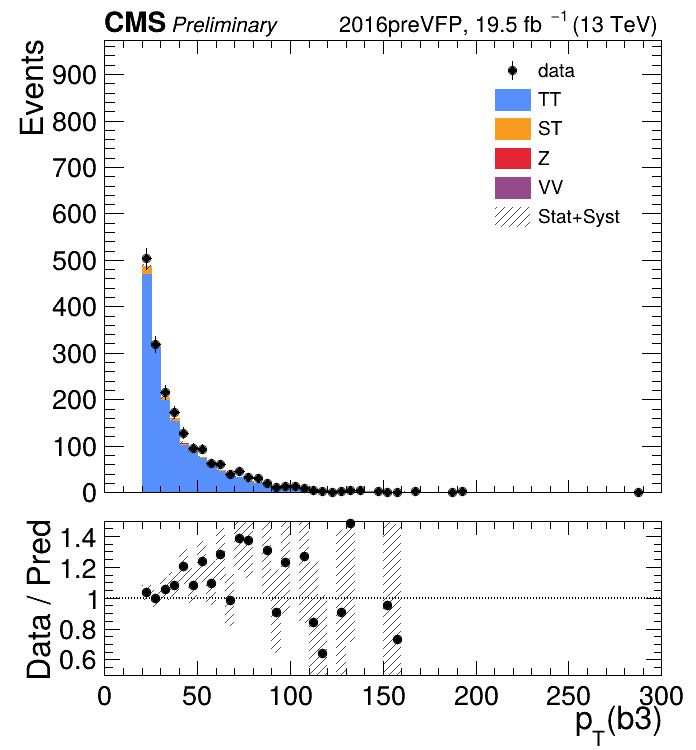 CMS Preliminary 2016preVFP, 19.5 fb⁻¹ (13 TeV)
Events
900
800
700
600
500
400
300
200
100
0
data
TT
ST
Z
VV
Stat+Syst
Data / Pred
1.4
1.2
1
0.8
0.6
0 50 100 150 200 250 300
p_T(b3)